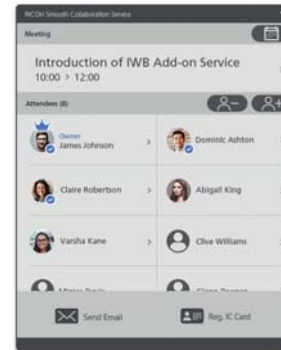 RICOH Smooth Collaboration Service
Meeting
Introduction of IWB Add-on Service
10:00 > 12:00
Attendees (8)
Owner
James Johnson
Dominic Ashton
Claire Robertson
Abigail King
Varsha Kane
Clive Williams
Send Email
Reg. IC Card